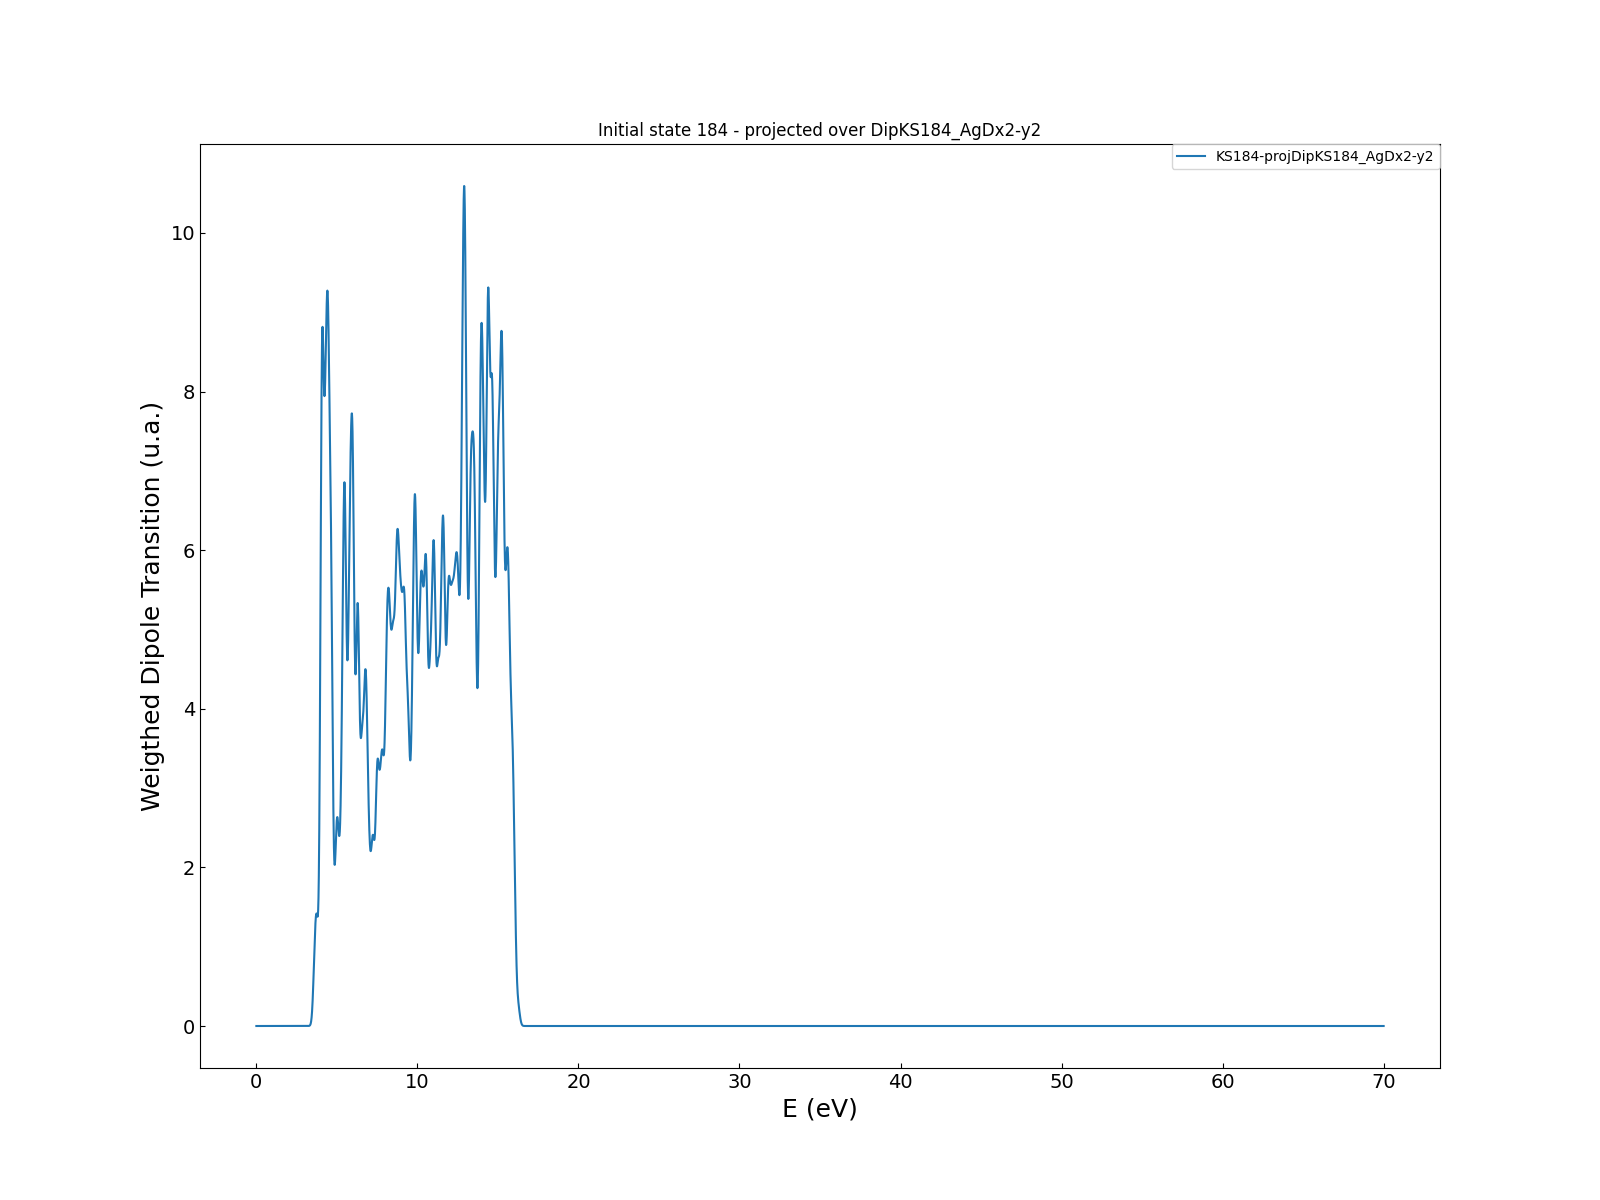 Initial state 184 - projected over DipKS184_AgDx2-y2
KS184-projDipKS184_AgDx2-y2
10
8
6
4
2
0
Weigthed Dipole Transition (u.a.)
0 10 20 30 40 50 60 70
E (eV)